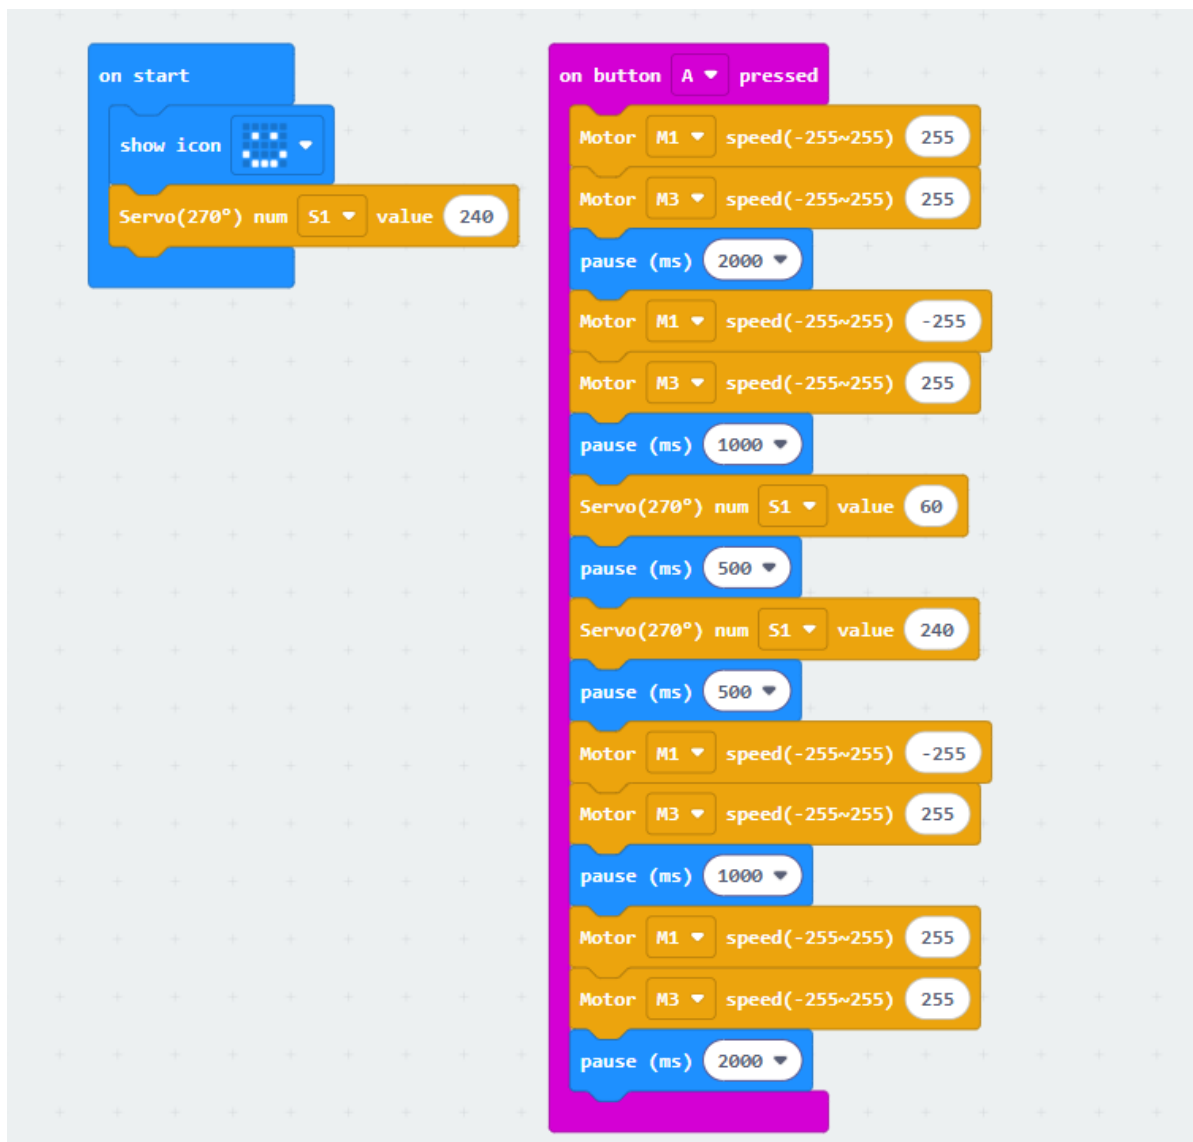 on start
show icon
Servo(270°) num S1 value 240
on button A pressed
Motor M1 speed(-255~255) 255
Motor M3 speed(-255~255) 255
pause (ms) 2000
Motor M1 speed(-255~255) -255
Motor M3 speed(-255~255) 255
pause (ms) 1000
Servo(270°) num S1 value 60
pause (ms) 500
Servo(270°) num S1 value 240
pause (ms) 500
Motor M1 speed(-255~255) -255
Motor M3 speed(-255~255) 255
pause (ms) 1000
Motor M1 speed(-255~255) 255
Motor M3 speed(-255~255) 255
pause (ms) 2000